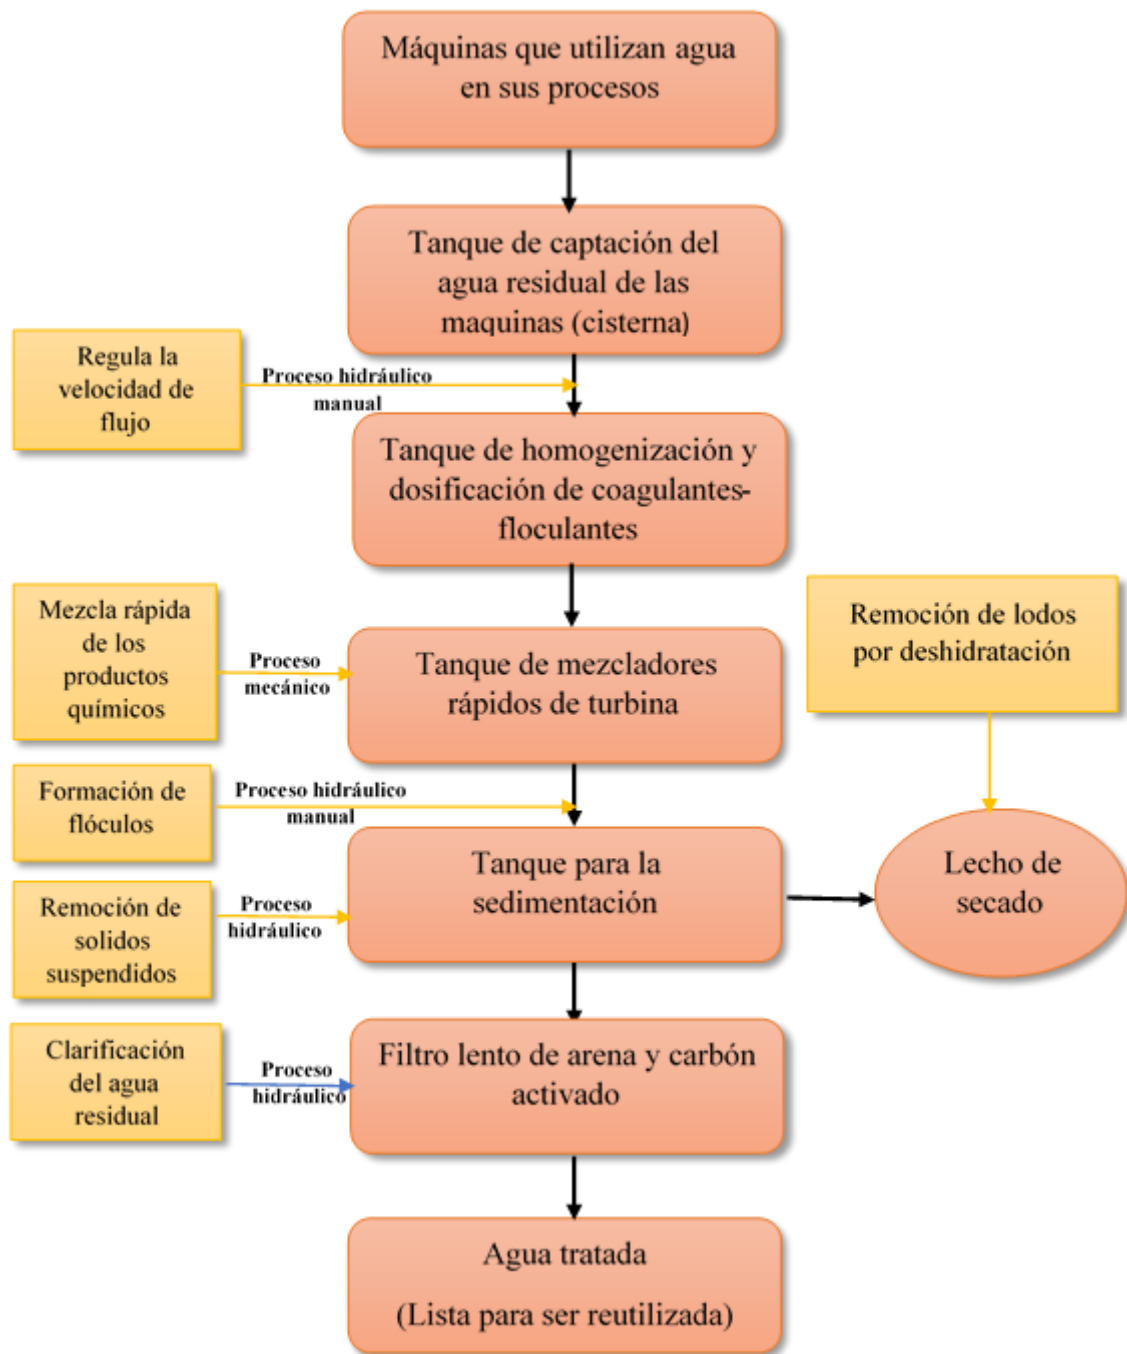 Máquinas que utilizan agua
en sus procesos
Tanque de captación del
agua residual de las
maquinas (cisterna)
Regula la
velocidad de
flujo
Proceso hidráulico
manual
Tanque de homogenización y
dosificación de coagulantes-
floculantes
Mezcla rápida
de los
productos
químicos
Proceso
mecánico
Tanque de mezcladores
rápidos de turbina
Remoción de lodos
por deshidratación
Formación de
flóculos
Proceso hidráulico
manual
Tanque para la
sedimentación
Lecho de
secado
Remoción de
solidos
suspendidos
Proceso
hidráulico
Clarificación
del agua
residual
Proceso
hidráulico
Filtro lento de arena y carbón
activado
Agua tratada
(Lista para ser reutilizada)